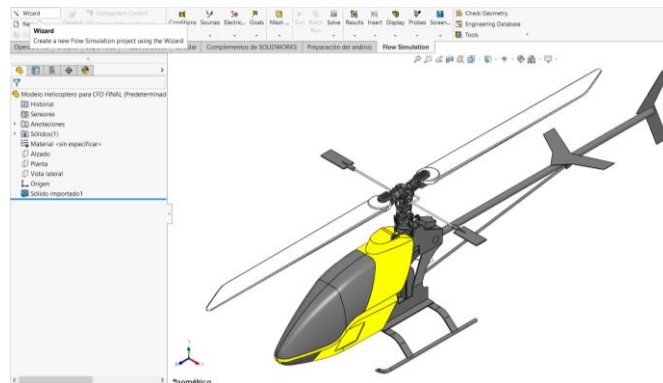 Wizard
Component Control
Check Geometry
Ne
General
Conditions Sources Electric... Goals Mesh ... Run Batch Run Solve Results Insert Display Probes Screen...
Engineering Database
Tools
Wizard
Create a new Flow Simulation project using the Wizard
Complementos de SOLIDWORKS
Preparación del análisis
Flow Simulation
Modelo Helicoptero para CFD FINAL (Predeterminad
Historial
Sensores
Anotaciones
Sólidos(1)
Material <sin especificar>
Alzado
Planta
Vista lateral
Origen
Sólido importado1
*Isométrica